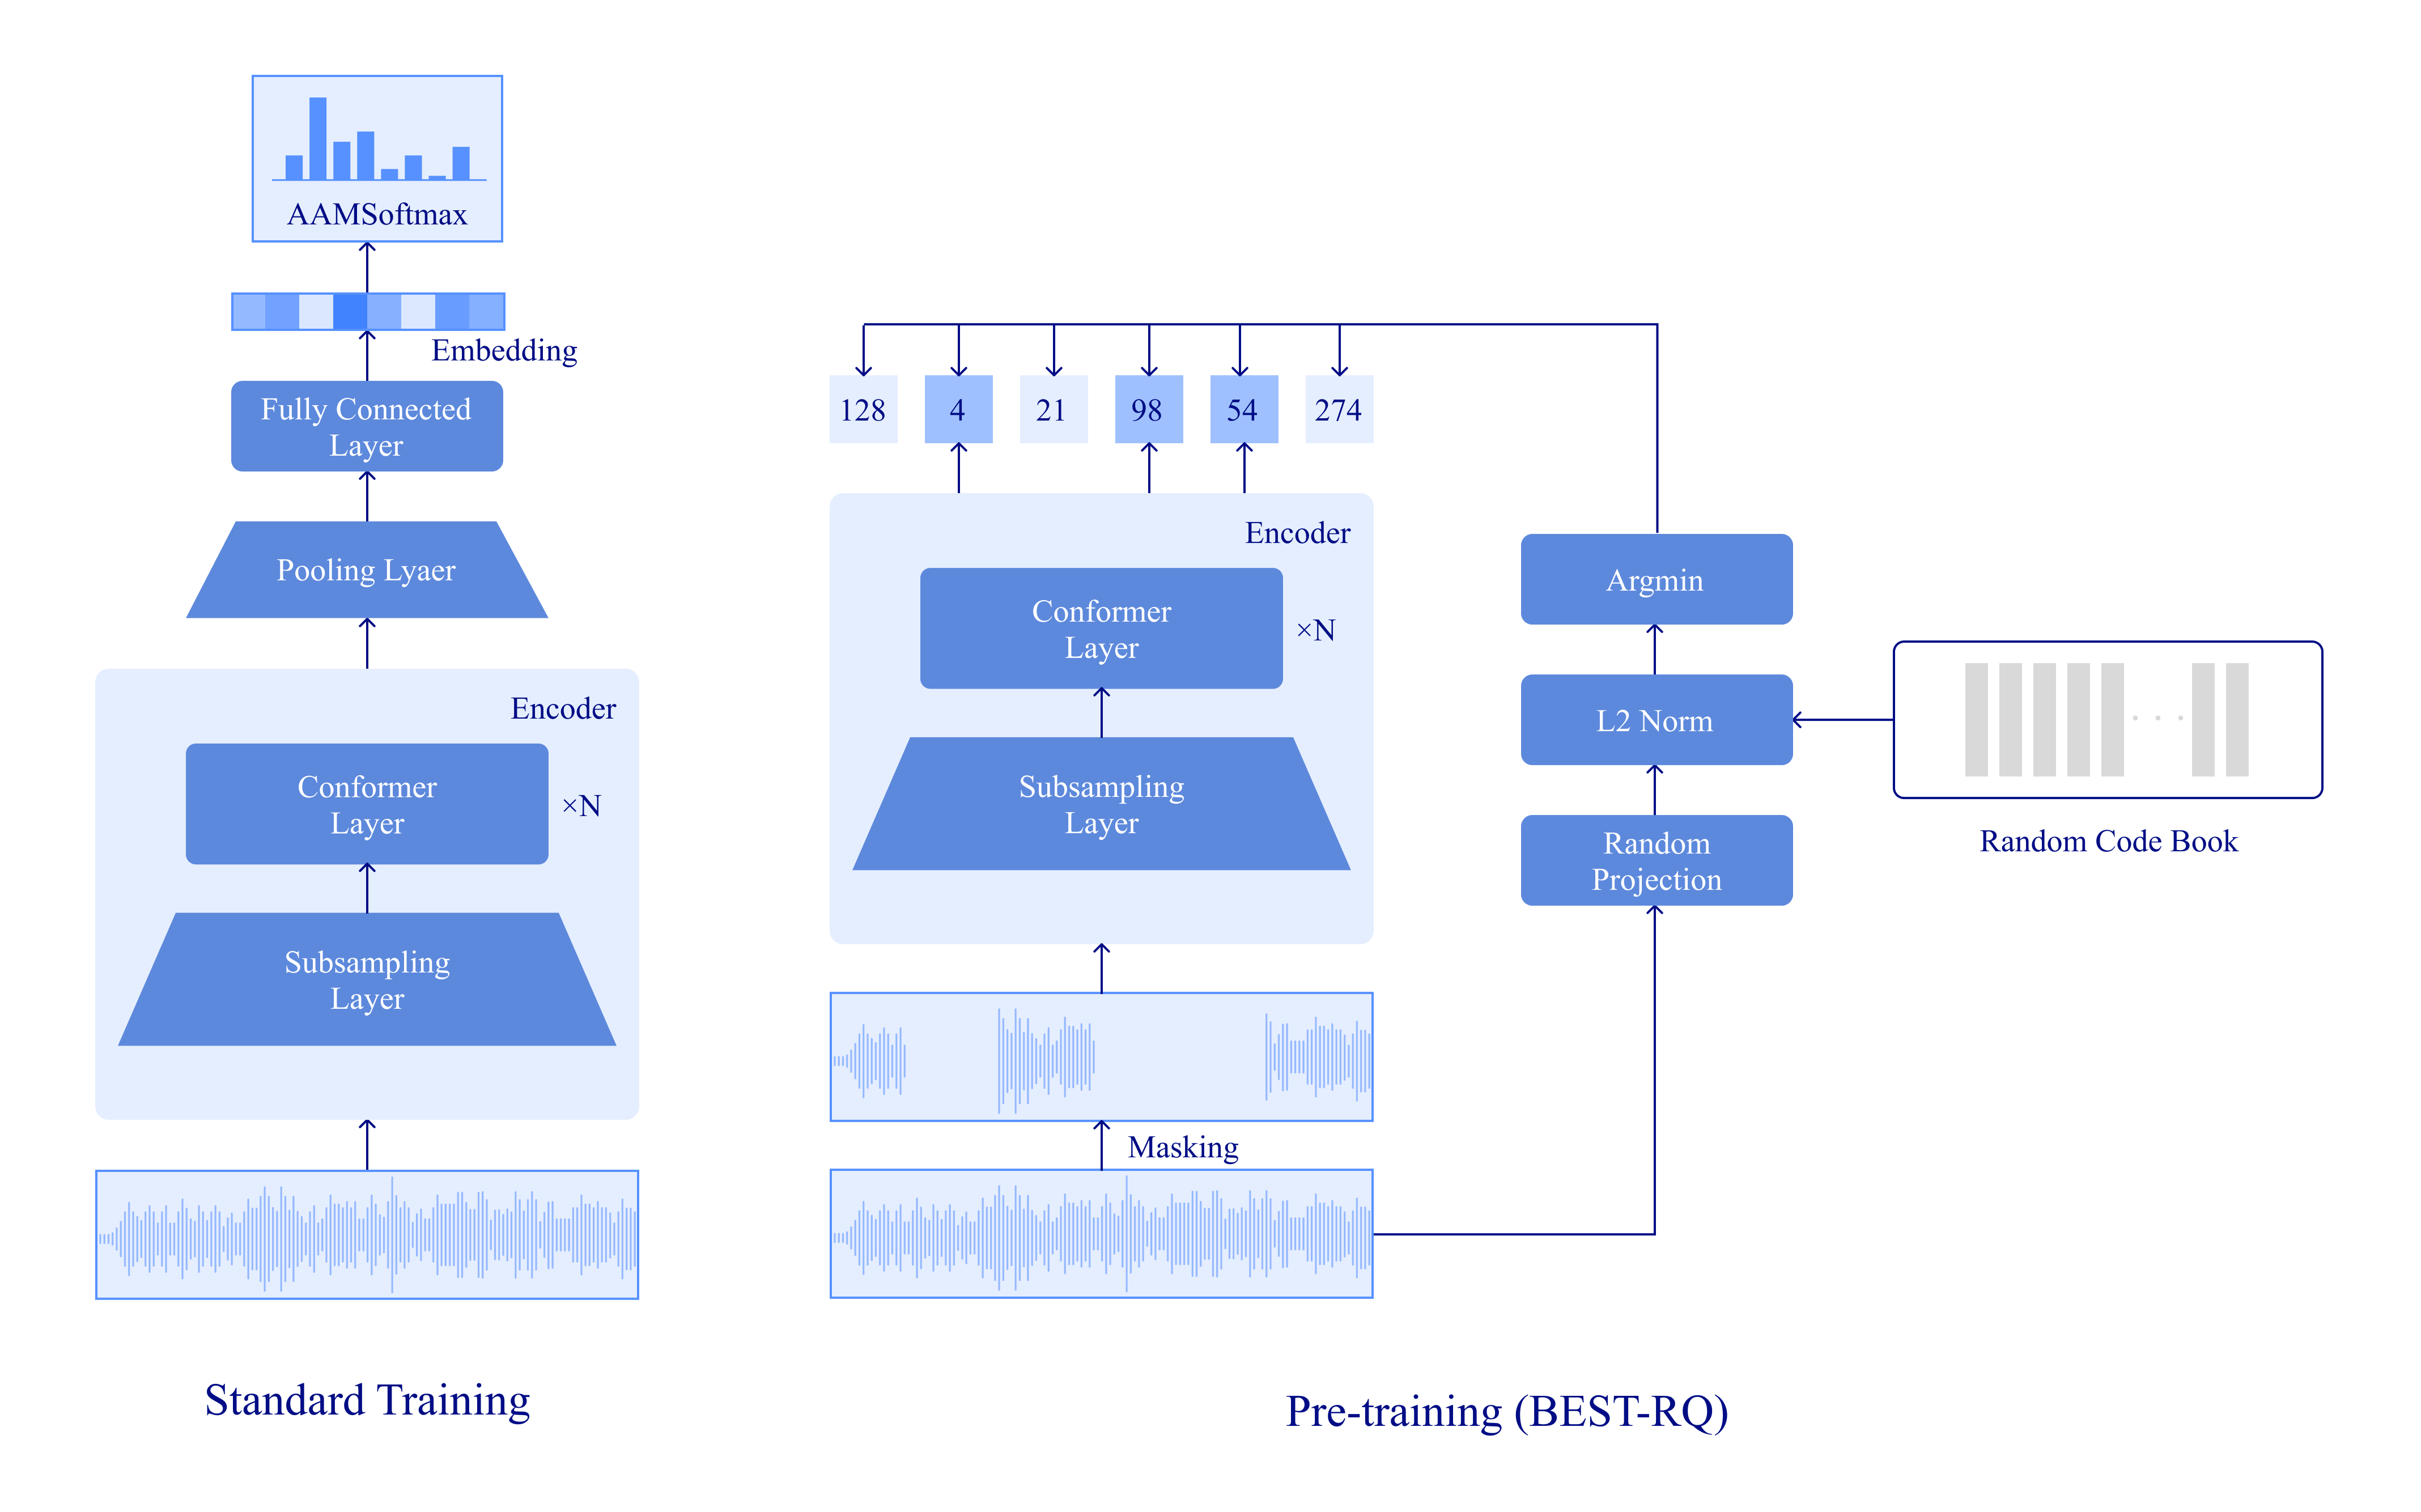 AAMSoftmax
Embedding
Fully Connected
Layer
Pooling Lyaer
Encoder
Conformer
Layer
×N
Subsampling
Layer
Standard Training
128 4 21 98 54 274
Encoder
Conformer
Layer
×N
Subsampling
Layer
Masking
Argmin
L2 Norm
Random
Projection
Random Code Book
Pre-training (BEST-RQ)